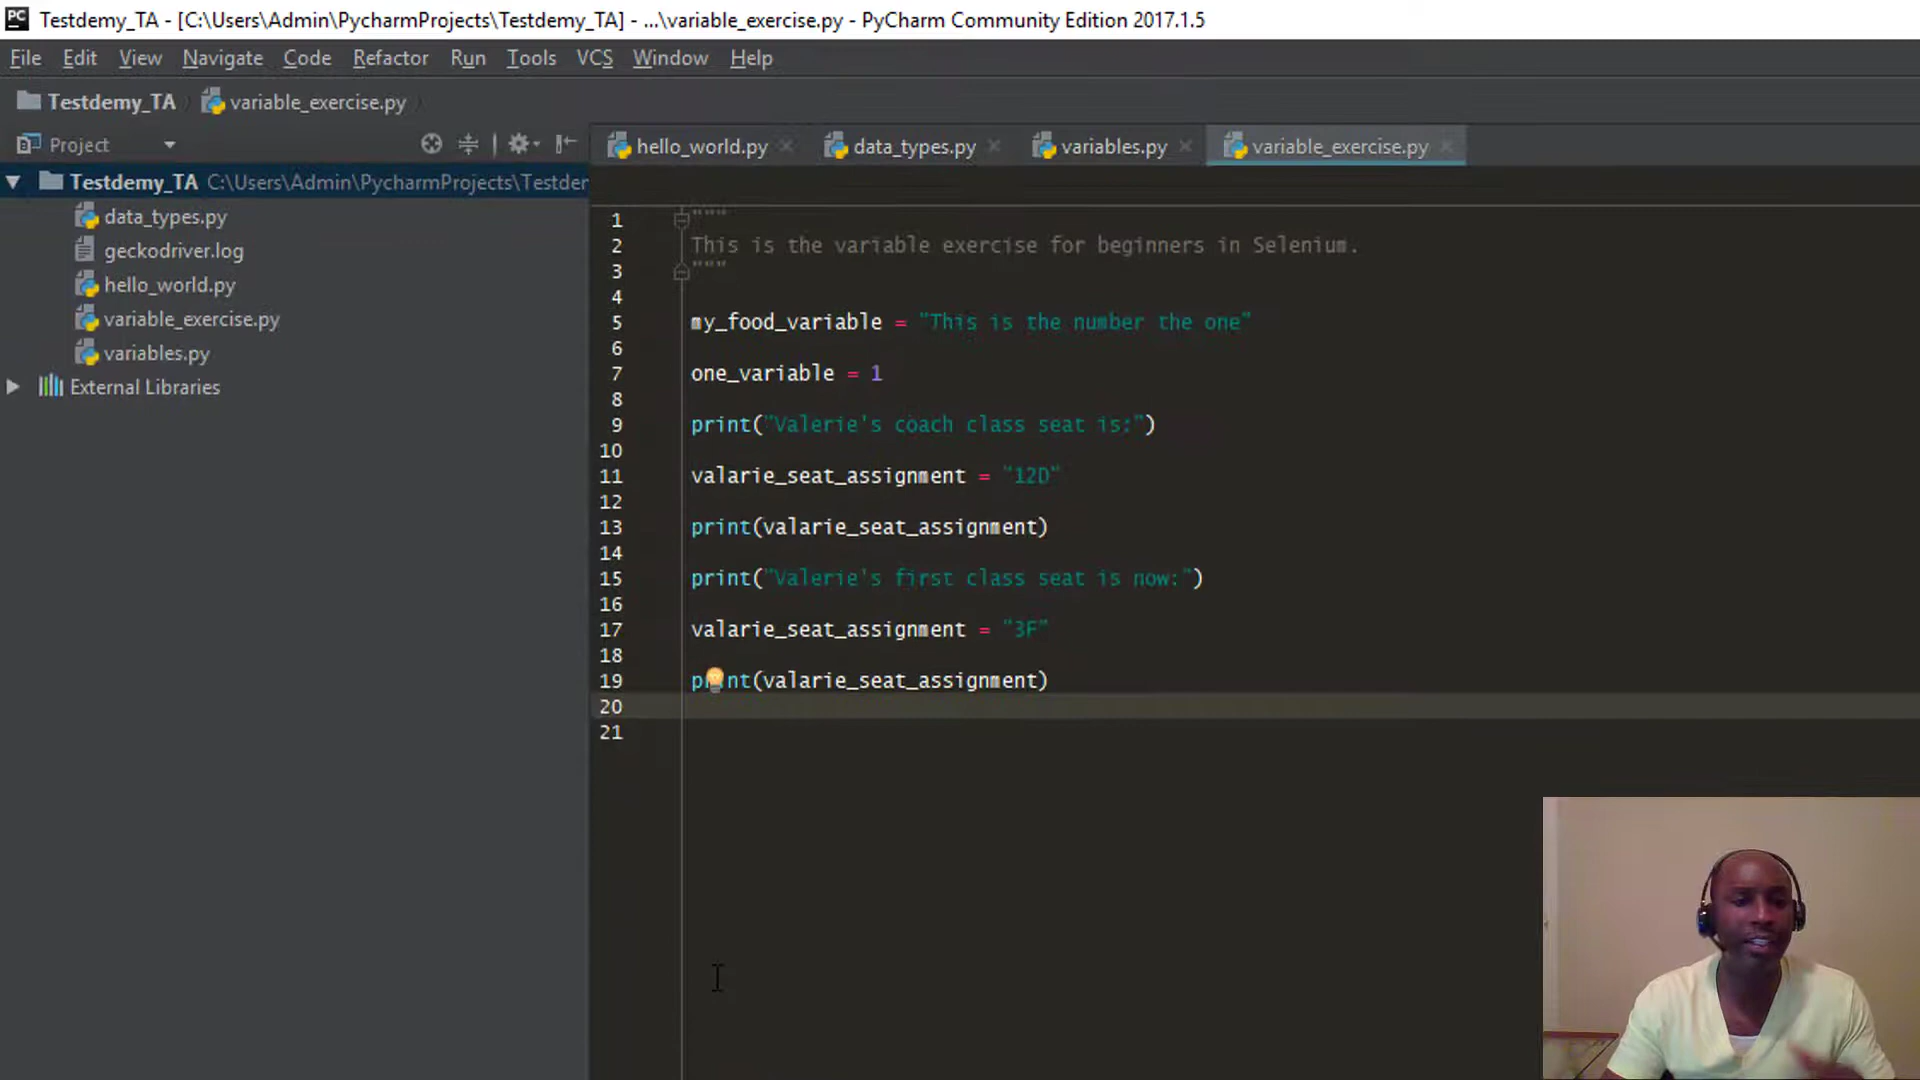 PC Testdemy_TA - [C:\Users\Admin\PycharmProjects\Testdemy_TA] - ...\variable_exercise.py - PyCharm Community Edition 2017.1.5
File Edit View Navigate Code Refactor Run Tools VCS Window Help
Testdemy_TA variable_exercise.py
Project
hello_world.py data_types.py variables.py variable_exercise.py
Testdemy_TA C:\Users\Admin\PycharmProjects\Testder
data_types.py
geckodriver.log
hello_world.py
variable_exercise.py
variables.py
External Libraries
1 """
2 This is the variable exercise for beginners in Selenium.
3 """
4
5 my_food_variable = "This is the number the one"
6
7 one_variable = 1
8
9 print("Valerie's coach class seat is:")
10
11 valarie_seat_assignment = "12D"
12
13 print(valarie_seat_assignment)
14
15 print("Valerie's first class seat is now:")
16
17 valarie_seat_assignment = "3F"
18
19 print(valarie_seat_assignment)
20
21